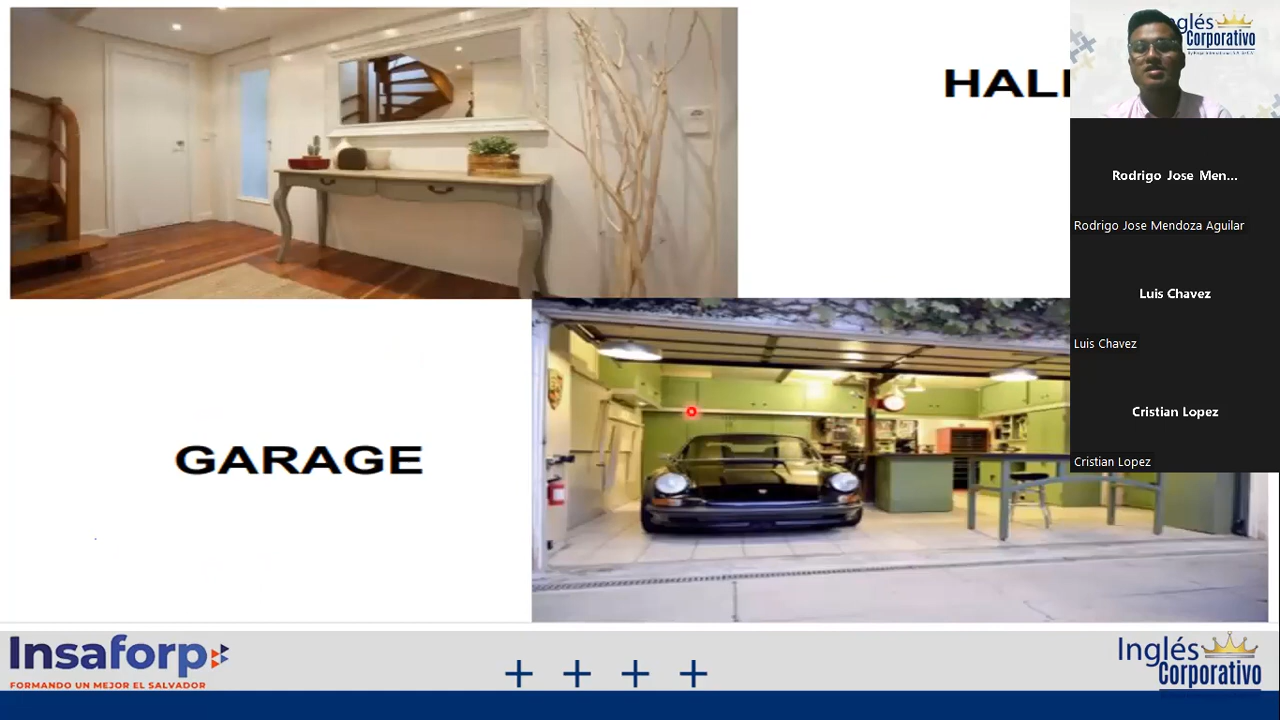 HAL
Inglés
Corporativo
Rodrigo Jose Men...
Rodrigo Jose Mendoza Aguilar
Luis Chavez
Luis Chavez
Cristian Lopez
Cristian Lopez
GARAGE
Insaforp
FORMANDO UN MEJOR EL SALVADOR
Inglés
Corporativo